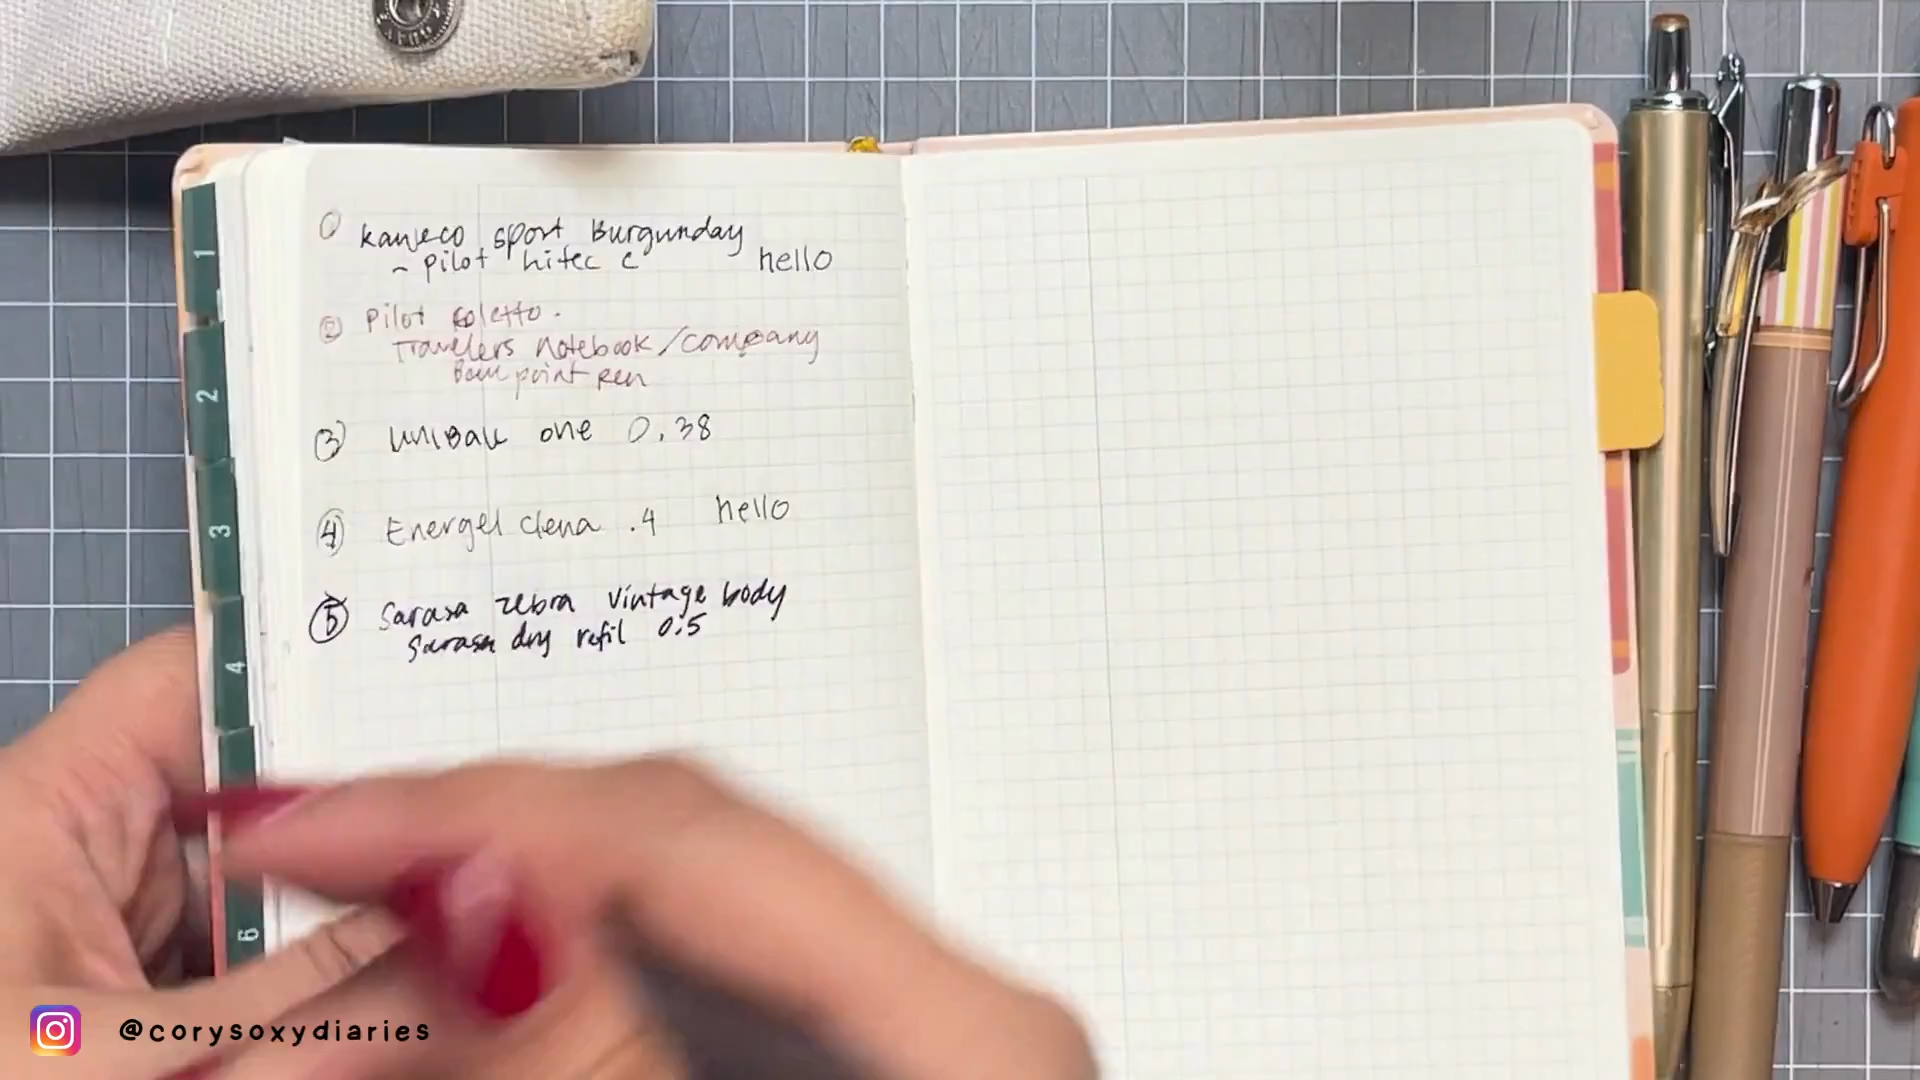 ① Kaweco sport Burgunday
~ pilot hitec c hello
② Pilot Coletto.
Travelers notebook/company
Ball point Pen
③ UNIBALL one 0.38
④ Energel Clena .4 hello
⑤ Sarasa zebra vintage body
Sarasa dry refil 0.5
1
2
3
4
6
@corysoxydiaries